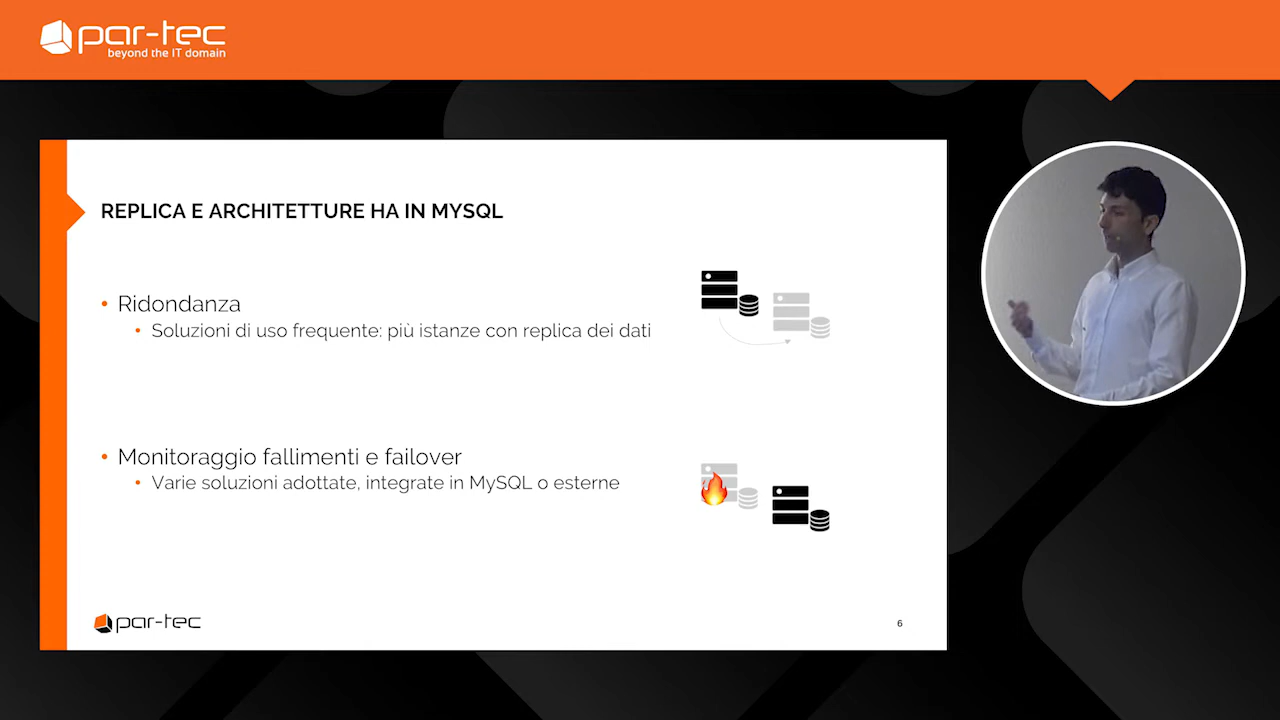 par-tec
beyond the IT domain
REPLICA E ARCHITETTURE HA IN MYSQL
• Ridondanza
• Soluzioni di uso frequente: più istanze con replica dei dati
• Monitoraggio fallimenti e failover
• Varie soluzioni adottate, integrate in MySQL o esterne
par-tec
6